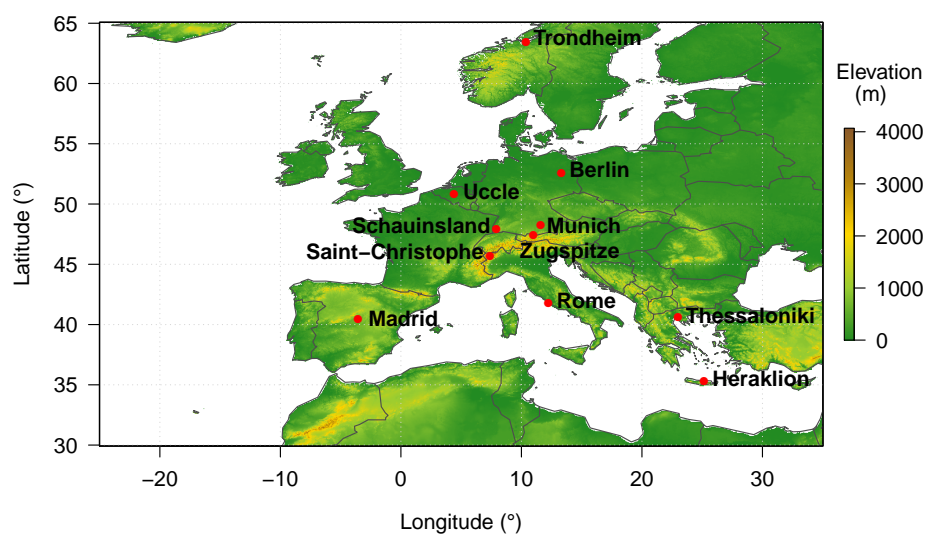 65
60
55
50
45
40
35
30
Latitude (°)
Trondheim
Berlin
Uccle
Schauinsland
Munich
Saint−Christophe
Zugspitze
Rome
Madrid
Thessaloniki
Heraklion
−20
−10
0
10
20
30
Longitude (°)
Elevation
(m)
4000
3000
2000
1000
0